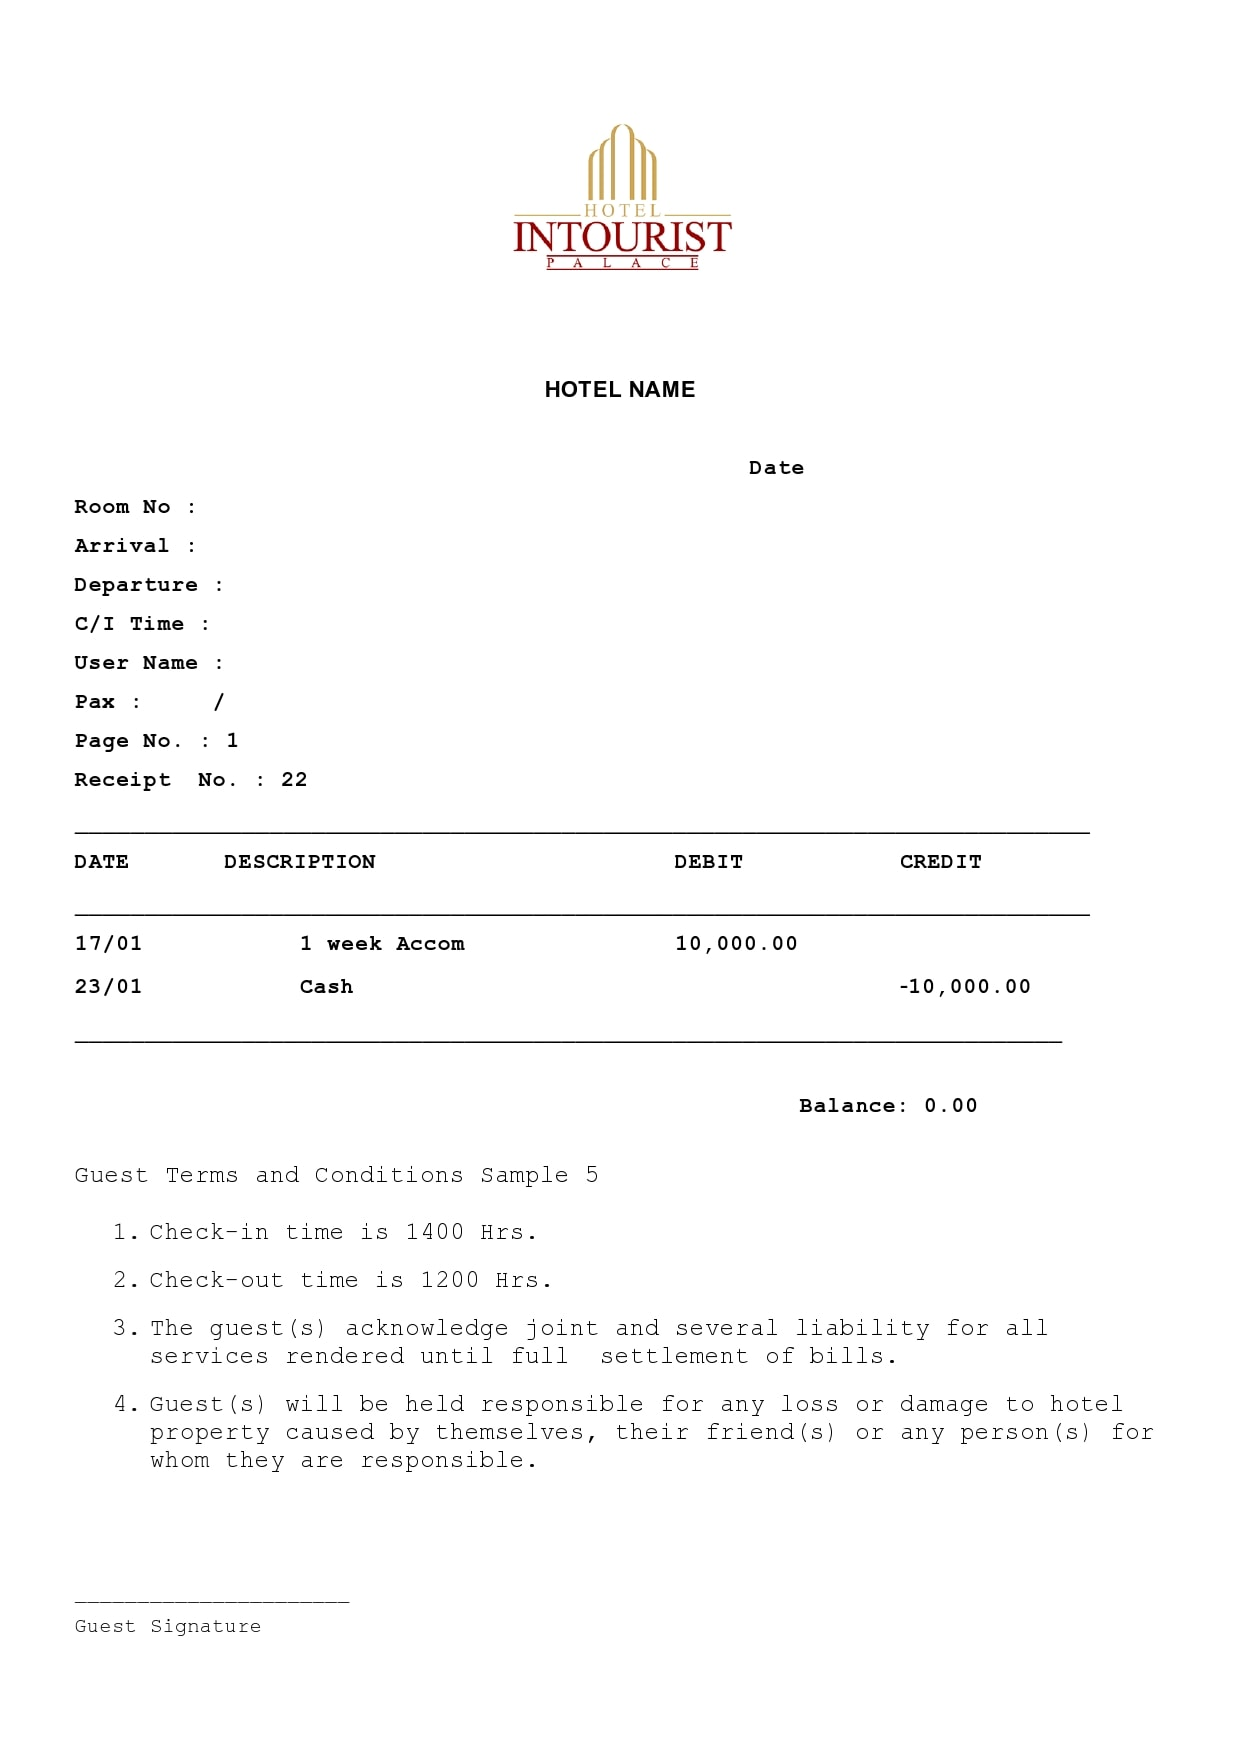 HOTEL
INTOURIST
PALACE
HOTEL NAME
Date
Room No :
Arrival :
Departure :
C/I Time :
User Name :
Pax : /
Page No. : 1
Receipt No. : 22
DATE DESCRIPTION DEBIT CREDIT
17/01 1 week Accom 10,000.00
23/01 Cash -10,000.00
Balance: 0.00
Guest Terms and Conditions Sample 5
1. Check-in time is 1400 Hrs.
2. Check-out time is 1200 Hrs.
3. The guest(s) acknowledge joint and several liability for all
services rendered until full settlement of bills.
4. Guest(s) will be held responsible for any loss or damage to hotel
property caused by themselves, their friend(s) or any person(s) for
whom they are responsible.
Guest Signature